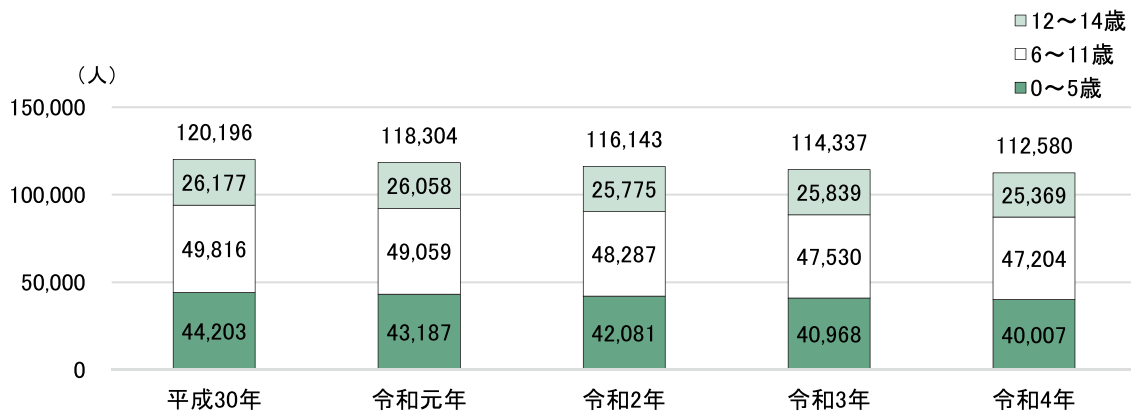 12～14歳
6～11歳
0～5歳
（人）
150,000
100,000
50,000
0
120,196 118,304 116,143 114,337 112,580
26,177 26,058 25,775 25,839 25,369
49,816 49,059 48,287 47,530 47,204
44,203 43,187 42,081 40,968 40,007
平成30年 令和元年 令和2年 令和3年 令和4年